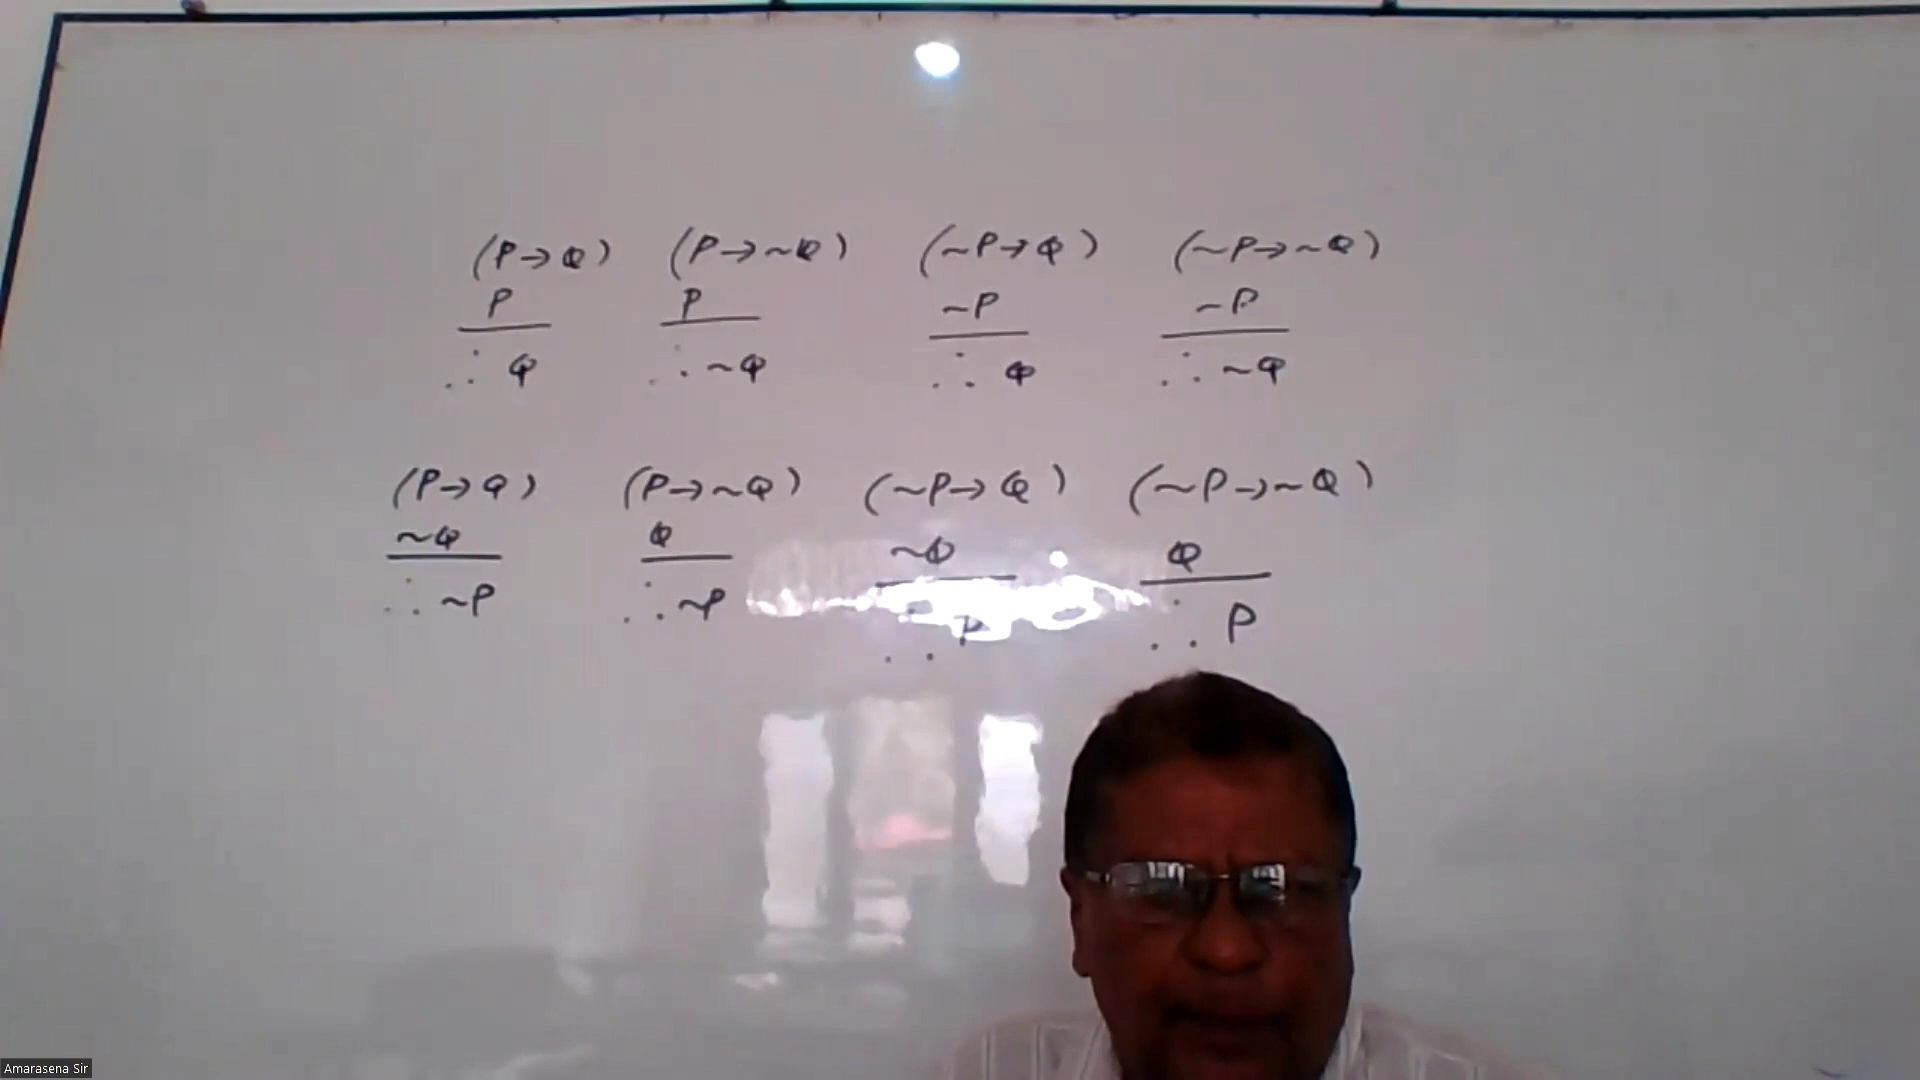 (P→Q) (P→~Q) (~P→Q) (~P→~Q)
P P ~P ~P
∴ Q ∴ ~Q ∴ Q ∴ ~Q
(P→Q) (P→~Q) (~P→Q) (~P→~Q)
~Q Q ~Q Q
∴ ~P ∴ ~P ∴ P ∴ P
Amarasena Sir